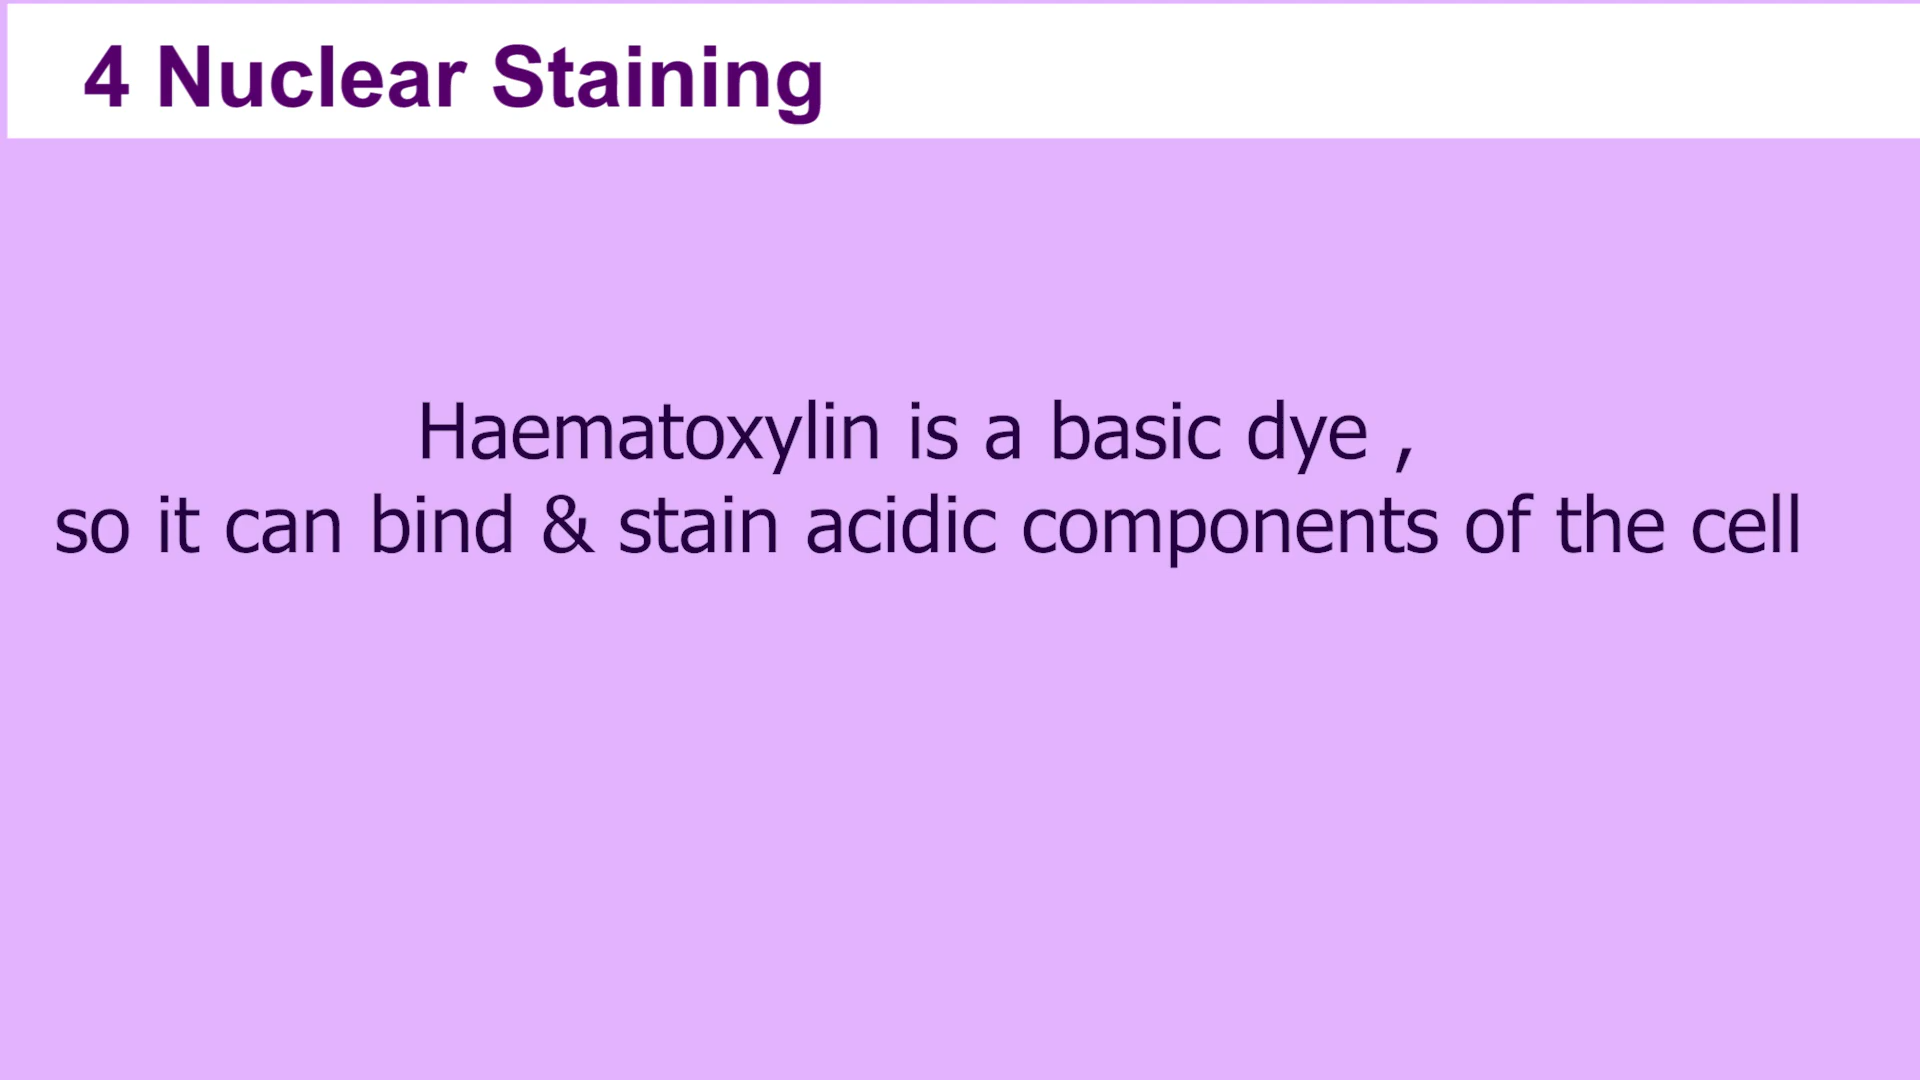 4 Nuclear Staining
Haematoxylin is a basic dye ,
so it can bind & stain acidic components of the cell